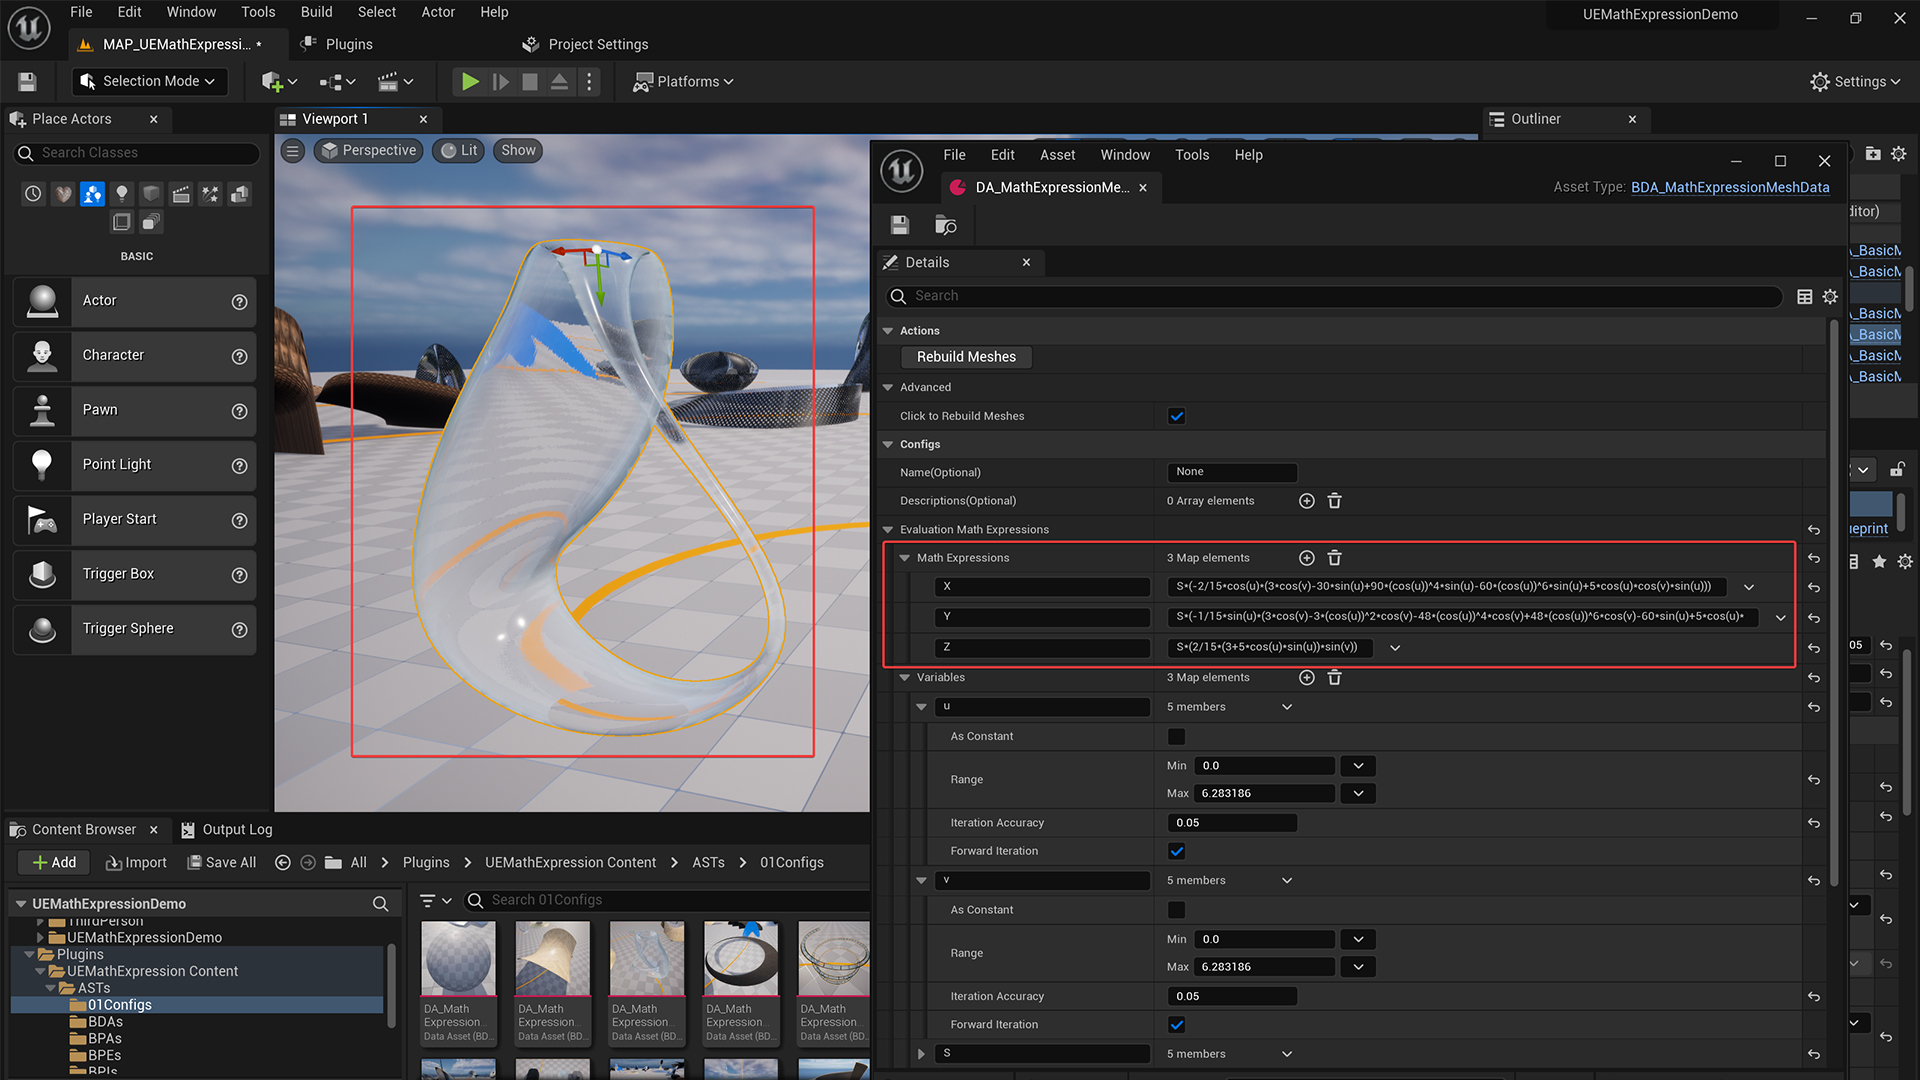 File Edit Window Tools Build Select Actor Help
UEMathExpressionDemo
MAP_UEMathExpressi... •
Plugins
Project Settings
Selection Mode
Platforms
Settings
Place Actors
Viewport 1
Outliner
Search Classes
Perspective
Lit
Show
BASIC
Actor
Character
Pawn
Point Light
Player Start
Trigger Box
Trigger Sphere
File Edit Asset Window Tools Help
DA_MathExpressionMe...
Asset Type: BDA_MathExpressionMeshData
Details
Search
Actions
Rebuild Meshes
Advanced
Click to Rebuild Meshes
Configs
Name(Optional) None
Descriptions(Optional) 0 Array elements
Evaluation Math Expressions
Math Expressions 3 Map elements
X S*(-2/15*cos(u)*(3*cos(v)-30*sin(u)+90*(cos(u))^4*sin(u)-60*(cos(u))^6*sin(u)+5*cos(u)*cos(v)*sin(u)))
Y S*(-1/15*sin(u)*(3*cos(v)-3*(cos(u))^2*cos(v)-48*(cos(u))^4*cos(v)+48*(cos(u))^6*cos(v)-60*sin(u)+5*cos(u)*
Z S*(2/15*(3+5*cos(u)*sin(u))*sin(v))
Variables 3 Map elements
u 5 members
As Constant
Range
Min 0.0
Max 6.283186
Iteration Accuracy 0.05
Forward Iteration
v 5 members
As Constant
Range
Min 0.0
Max 6.283186
Iteration Accuracy 0.05
Forward Iteration
S 5 members
ditor)
_BasicM
_BasicM
_BasicM
_BasicM
_BasicM
_BasicM
eprint
05
Content Browser
Output Log
Add
Import
Save All
All > Plugins > UEMathExpression Content > ASTs > 01Configs
UEMathExpressionDemo
Search 01Configs
ThirdPerson
UEMathExpressionDemo
Plugins
UEMathExpression Content
ASTs
01Configs
BDAs
BPAs
BPEs
BPIs
DA_Math
Expression...
Data Asset (BD...
DA_Math
Expression...
Data Asset (BD...
DA_Math
Expression...
Data Asset (BD...
DA_Math
Expression...
Data Asset (BD...
DA_Math
Expression...
Data Asset (BD...